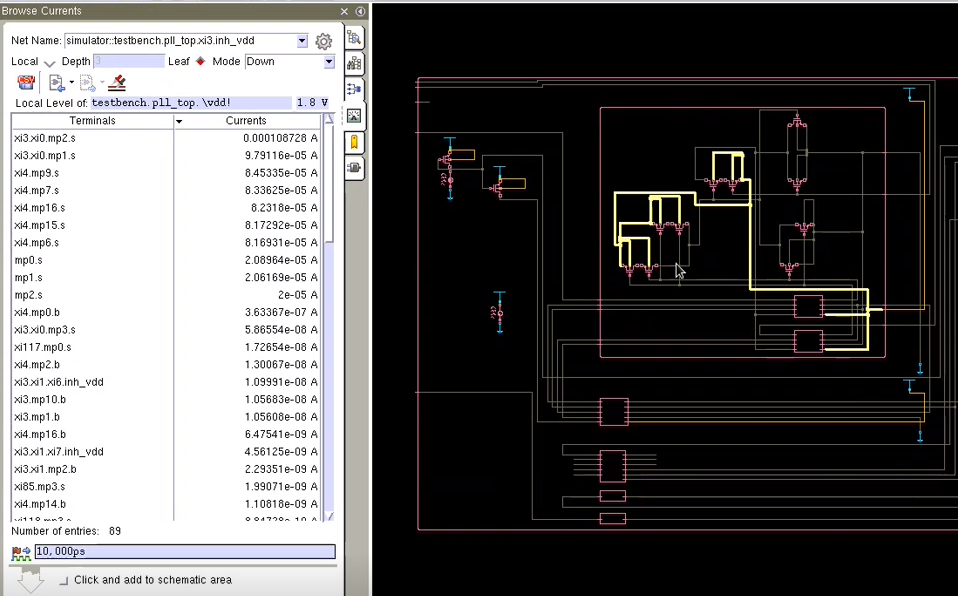 Browse Currents
Net Name: simulator::testbench.pll_top.xi3.inh_vdd
Local Depth 3 Leaf Mode Down
Local Level of: testbench.pll_top.\vdd! 1.8 V
Terminals Currents
xi3.xi0.mp2.s 0.000108728 A
xi3.xi0.mp1.s 9.79116e-05 A
xi4.mp9.s 8.45335e-05 A
xi4.mp7.s 8.33625e-05 A
xi4.mp16.s 8.2318e-05 A
xi4.mp15.s 8.17292e-05 A
xi4.mp6.s 8.16931e-05 A
mp0.s 2.08964e-05 A
mp1.s 2.06169e-05 A
mp2.s 2e-05 A
xi4.mp0.b 3.63367e-07 A
xi3.xi0.mp3.s 5.86554e-08 A
xi117.mp0.s 1.72654e-08 A
xi4.mp2.b 1.30067e-08 A
xi3.xi1.xi6.inh_vdd 1.09991e-08 A
xi3.mp10.b 1.05683e-08 A
xi3.mp1.b 1.05608e-08 A
xi4.mp16.b 6.47541e-09 A
xi3.xi1.xi7.inh_vdd 4.56125e-09 A
xi3.xi1.mp2.b 2.29351e-09 A
xi85.mp3.s 1.99071e-09 A
xi4.mp14.b 1.10818e-09 A
Number of entries: 89
10,000ps
Click and add to schematic area